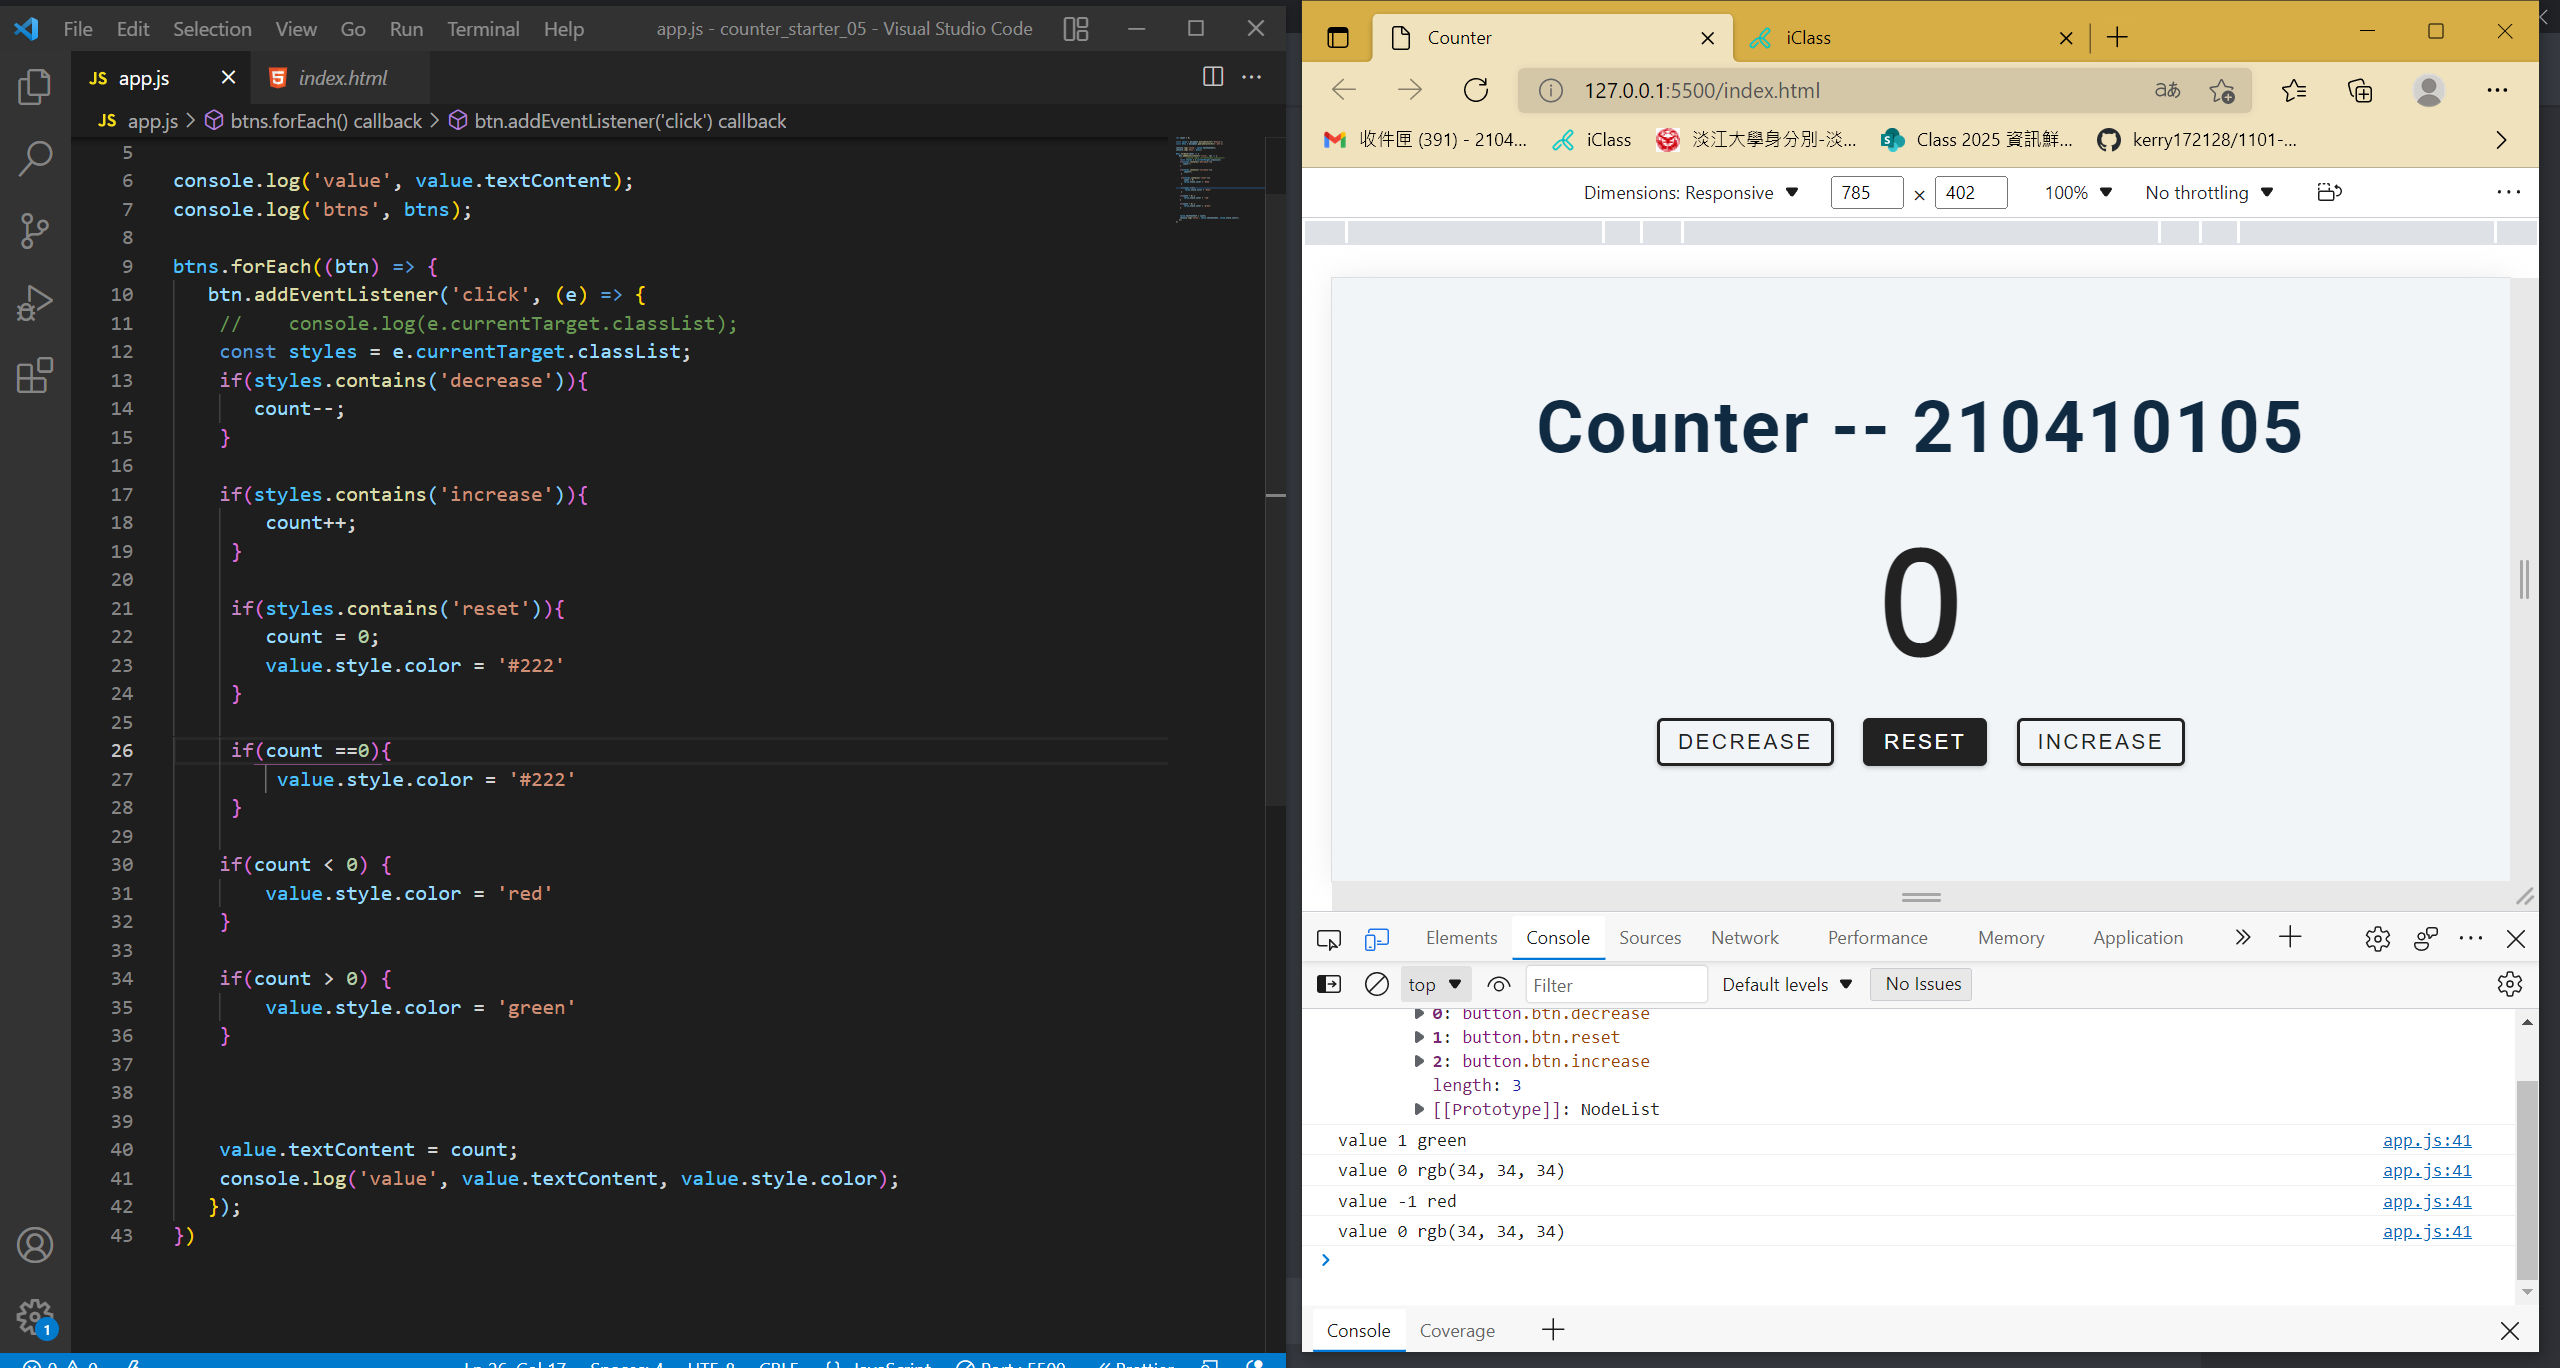 File Edit Selection View Go Run Terminal Help app.js - counter_starter_05 - Visual Studio Code
JS app.js index.html
JS app.js > btns.forEach() callback > btn.addEventListener('click') callback
5
6 console.log('value', value.textContent);
7 console.log('btns', btns);
8
9 btns.forEach((btn) => {
10 btn.addEventListener('click', (e) => {
11 // console.log(e.currentTarget.classList);
12 const styles = e.currentTarget.classList;
13 if(styles.contains('decrease')){
14 count--;
15 }
16
17 if(styles.contains('increase')){
18 count++;
19 }
20
21 if(styles.contains('reset')){
22 count = 0;
23 value.style.color = '#222'
24 }
25
26 if(count ==0){
27 value.style.color = '#222'
28 }
29
30 if(count < 0) {
31 value.style.color = 'red'
32 }
33
34 if(count > 0) {
35 value.style.color = 'green'
36 }
37
38
39
40 value.textContent = count;
41 console.log('value', value.textContent, value.style.color);
42 });
43 })
1
Counter iClass
127.0.0.1:5500/index.html
收件匣 (391) - 2104... iClass 淡江大學身分別-淡... Class 2025 資訊鮮... kerry172128/1101-...
Dimensions: Responsive 785 × 402 100% No throttling
Counter -- 210410105
0
DECREASE RESET INCREASE
Elements Console Sources Network Performance Memory Application
top Filter Default levels No Issues
0: button.btn.decrease
1: button.btn.reset
2: button.btn.increase
length: 3
[[Prototype]]: NodeList
value 1 green app.js:41
value 0 rgb(34, 34, 34) app.js:41
value -1 red app.js:41
value 0 rgb(34, 34, 34) app.js:41
Console Coverage